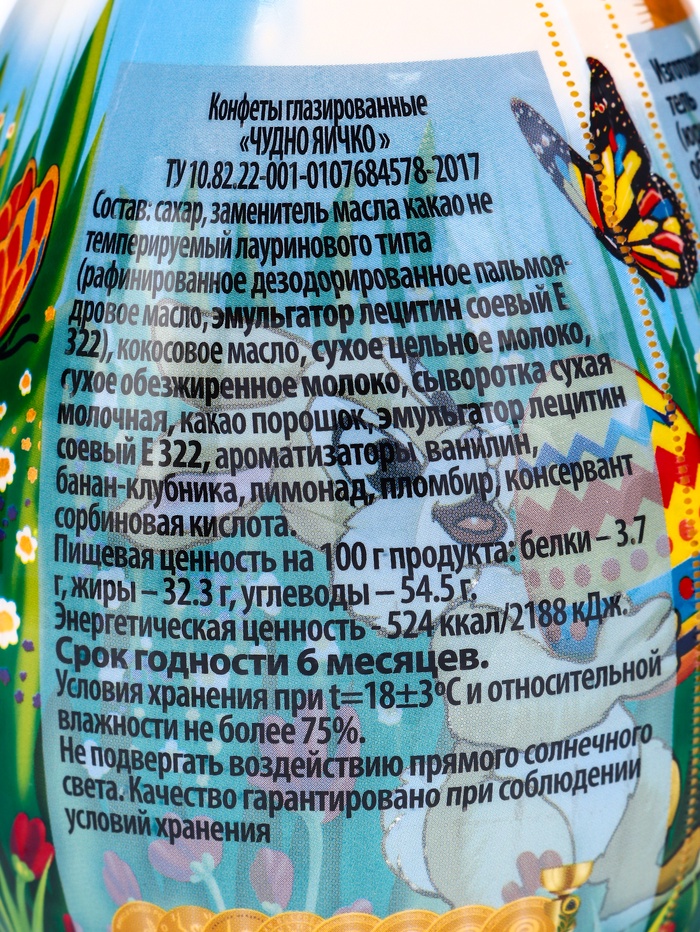 Конфеты глазированные
«ЧУДНО ЯИЧКО »
ТУ 10.82.22-001-0107684578-2017
Состав: сахар, заменитель масла какао не
темперируемый лауринового типа
(рафинированное дезодорированное пальмоя-
дровое масло, эмульгатор лецитин соевый Е
322), кокосовое масло, сухое цельное молоко,
сухое обезжиренное молоко, сыворотка сухая
молочная, какао порошок, эмульгатор лецитин
соевый Е 322, ароматизаторы ванилин,
банан-клубника, лимонад, пломбир, консервант
сорбиновая кислота.
Пищевая ценность на 100 г продукта: белки – 3.7
г, жиры – 32.3 г, углеводы – 54.5 г.
Энергетическая ценность - 524 ккал/2188 кДж.
Срок годности 6 месяцев.
Условия хранения при t=18±3°С и относительной
влажности не более 75%.
Не подвергать воздействию прямого солнечного
света. Качество гарантировано при соблюдении
условий хранения